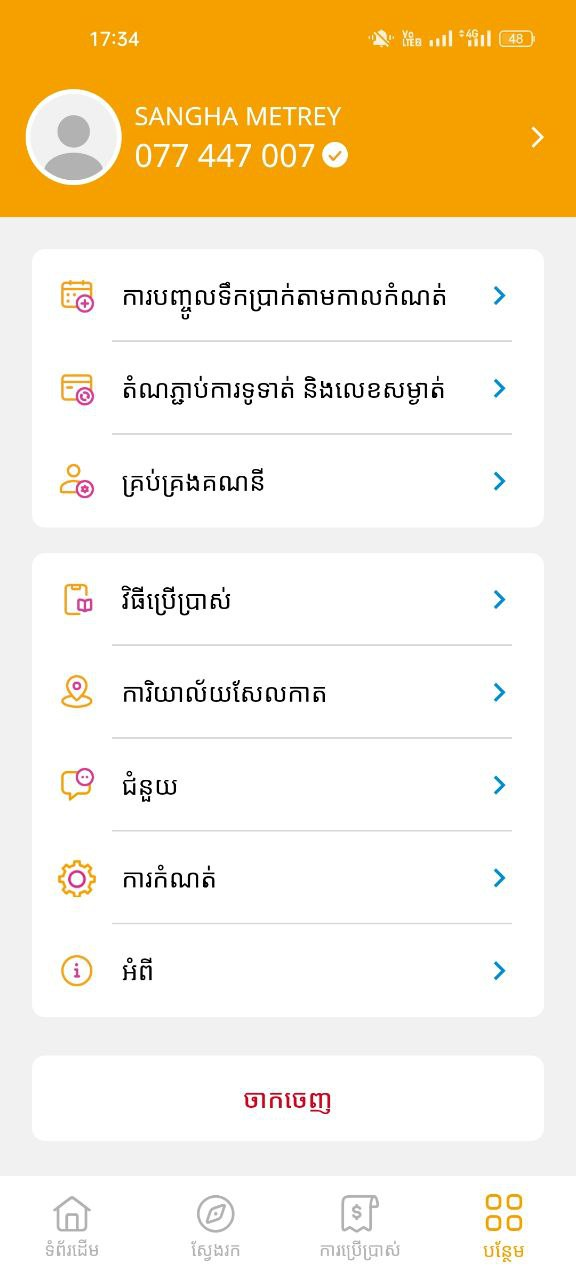 17:34
Vo LTE2 4G 48
SANGHA METREY
077 447 007
ការបញ្ចូលទឹកប្រាក់តាមកាលកំណត់
តំណភ្ជាប់ការទូទាត់ និងលេខសម្ងាត់
គ្រប់គ្រងគណនី
វិធីប្រើប្រាស់
ការិយាល័យសែលកាត
ជំនួយ
ការកំណត់
អំពី
ចាកចេញ
ទំព័រដើម
ស្វែងរក
ការប្រើប្រាស់
បន្ថែម